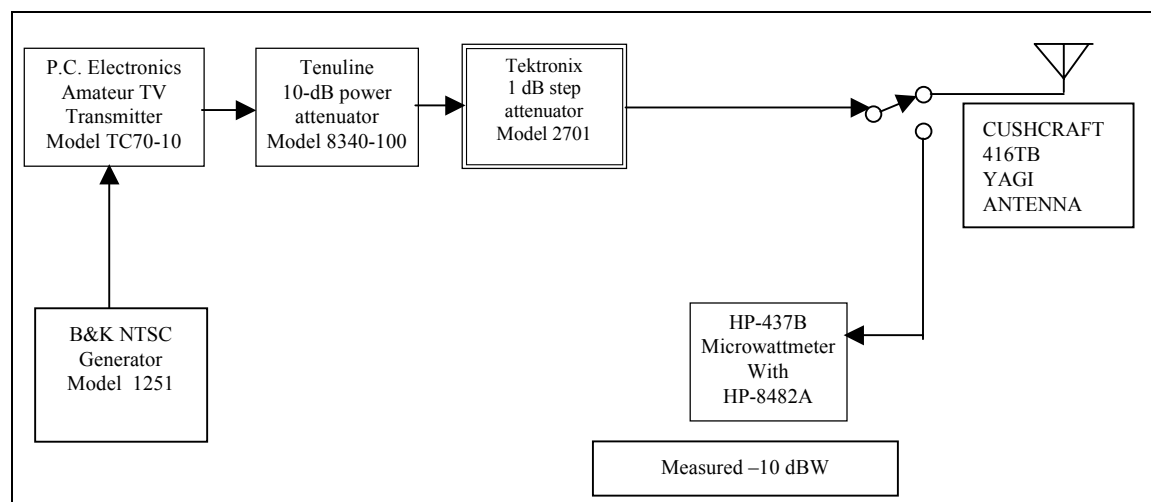 P.C. Electronics
Amateur TV
Transmitter
Model TC70-10
Tenuline
10-dB power
attenuator
Model 8340-100
Tektronix
1 dB step
attenuator
Model 2701
CUSHCRAFT
416TB
YAGI
ANTENNA
B&K NTSC
Generator
Model 1251
HP-437B
Microwattmeter
With
HP-8482A
Measured –10 dBW